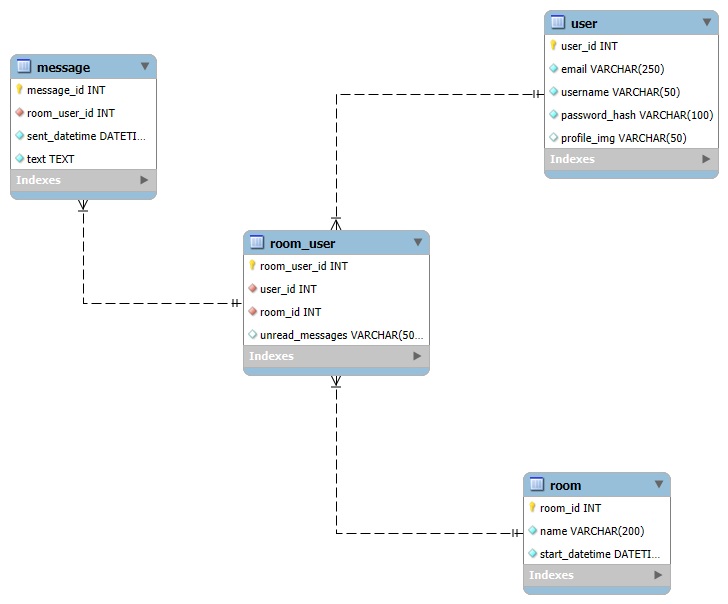 user
user_id INT
email VARCHAR(250)
username VARCHAR(50)
password_hash VARCHAR(100)
profile_img VARCHAR(50)
Indexes
message
message_id INT
room_user_id INT
sent_datetime DATETI...
text TEXT
Indexes
room_user
room_user_id INT
user_id INT
room_id INT
unread_messages VARCHAR(50...
Indexes
room
room_id INT
name VARCHAR(200)
start_datetime DATETI...
Indexes